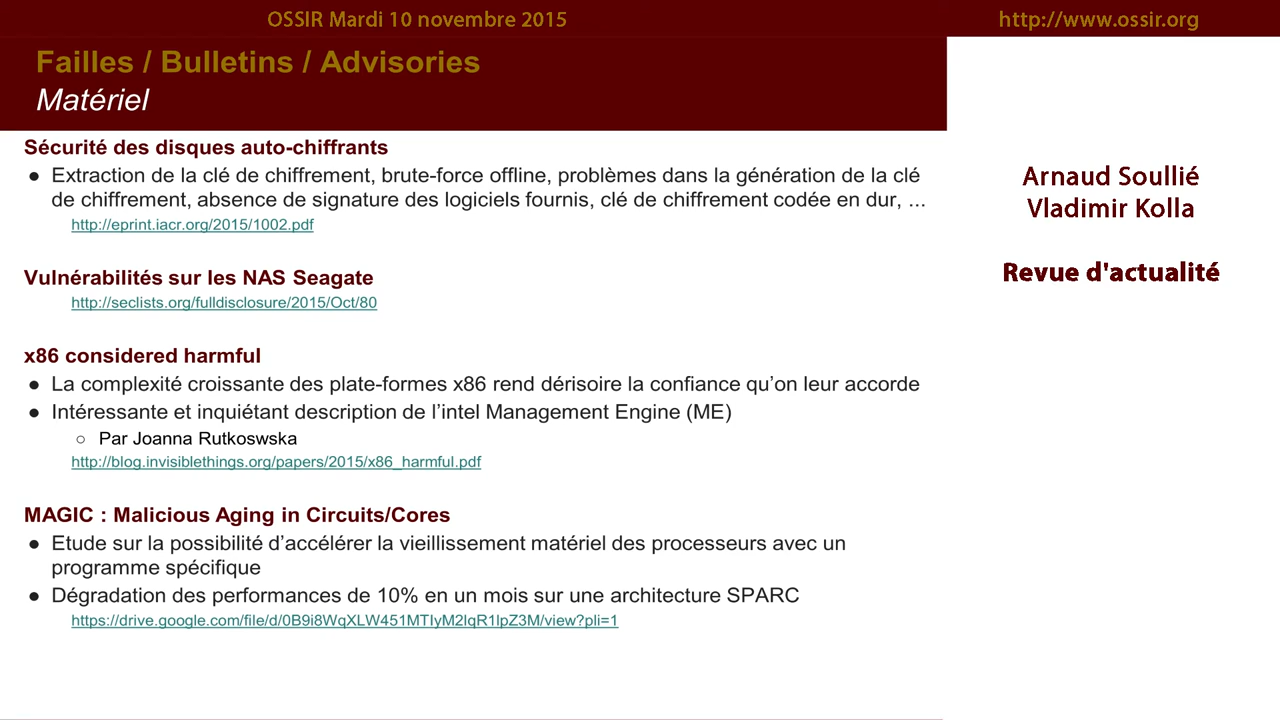 OSSIR Mardi 10 novembre 2015
http://www.ossir.org
Failles / Bulletins / Advisories
Matériel
Sécurité des disques auto-chiffrants
● Extraction de la clé de chiffrement, brute-force offline, problèmes dans la génération de la clé
de chiffrement, absence de signature des logiciels fournis, clé de chiffrement codée en dur, ...
http://eprint.iacr.org/2015/1002.pdf
Vulnérabilités sur les NAS Seagate
http://seclists.org/fulldisclosure/2015/Oct/80
x86 considered harmful
● La complexité croissante des plate-formes x86 rend dérisoire la confiance qu’on leur accorde
● Intéressante et inquiétant description de l’intel Management Engine (ME)
○ Par Joanna Rutkoswska
http://blog.invisiblethings.org/papers/2015/x86_harmful.pdf
MAGIC : Malicious Aging in Circuits/Cores
● Etude sur la possibilité d’accélérer la vieillissement matériel des processeurs avec un
programme spécifique
● Dégradation des performances de 10% en un mois sur une architecture SPARC
https://drive.google.com/file/d/0B9i8WqXLW451MTIyM2lqR1lpZ3M/view?pli=1
Arnaud Soullié
Vladimir Kolla
Revue d'actualité